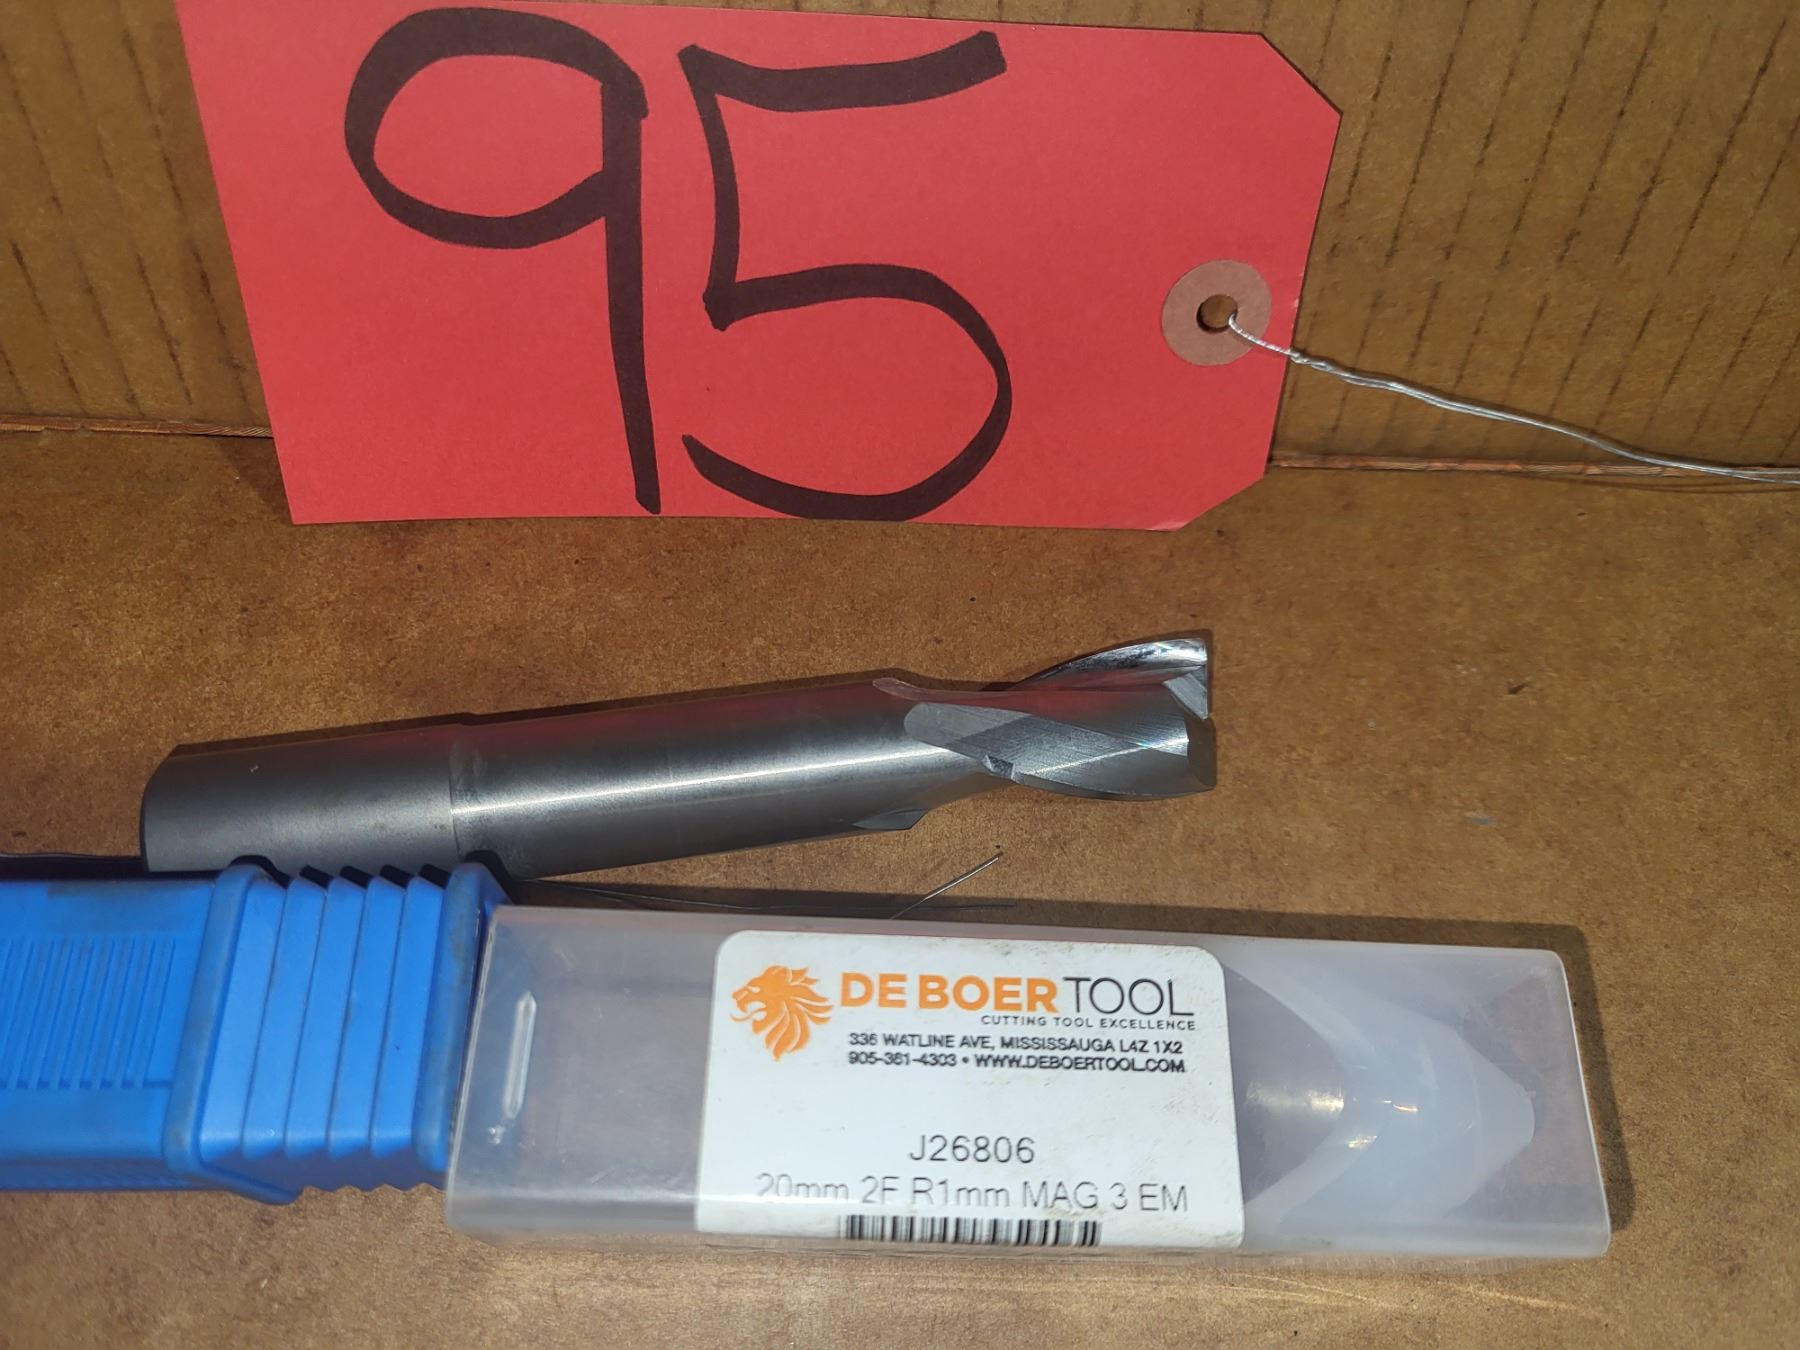 95
DE BOER TOOL
CUTTING TOOL EXCELLENCE
336 WATLINE AVE, MISSISSAUGA L4Z 1X2
905-361-4303 • WWW.DEBOERTOOL.COM
J26806
20mm 2F R1mm MAG 3 EM